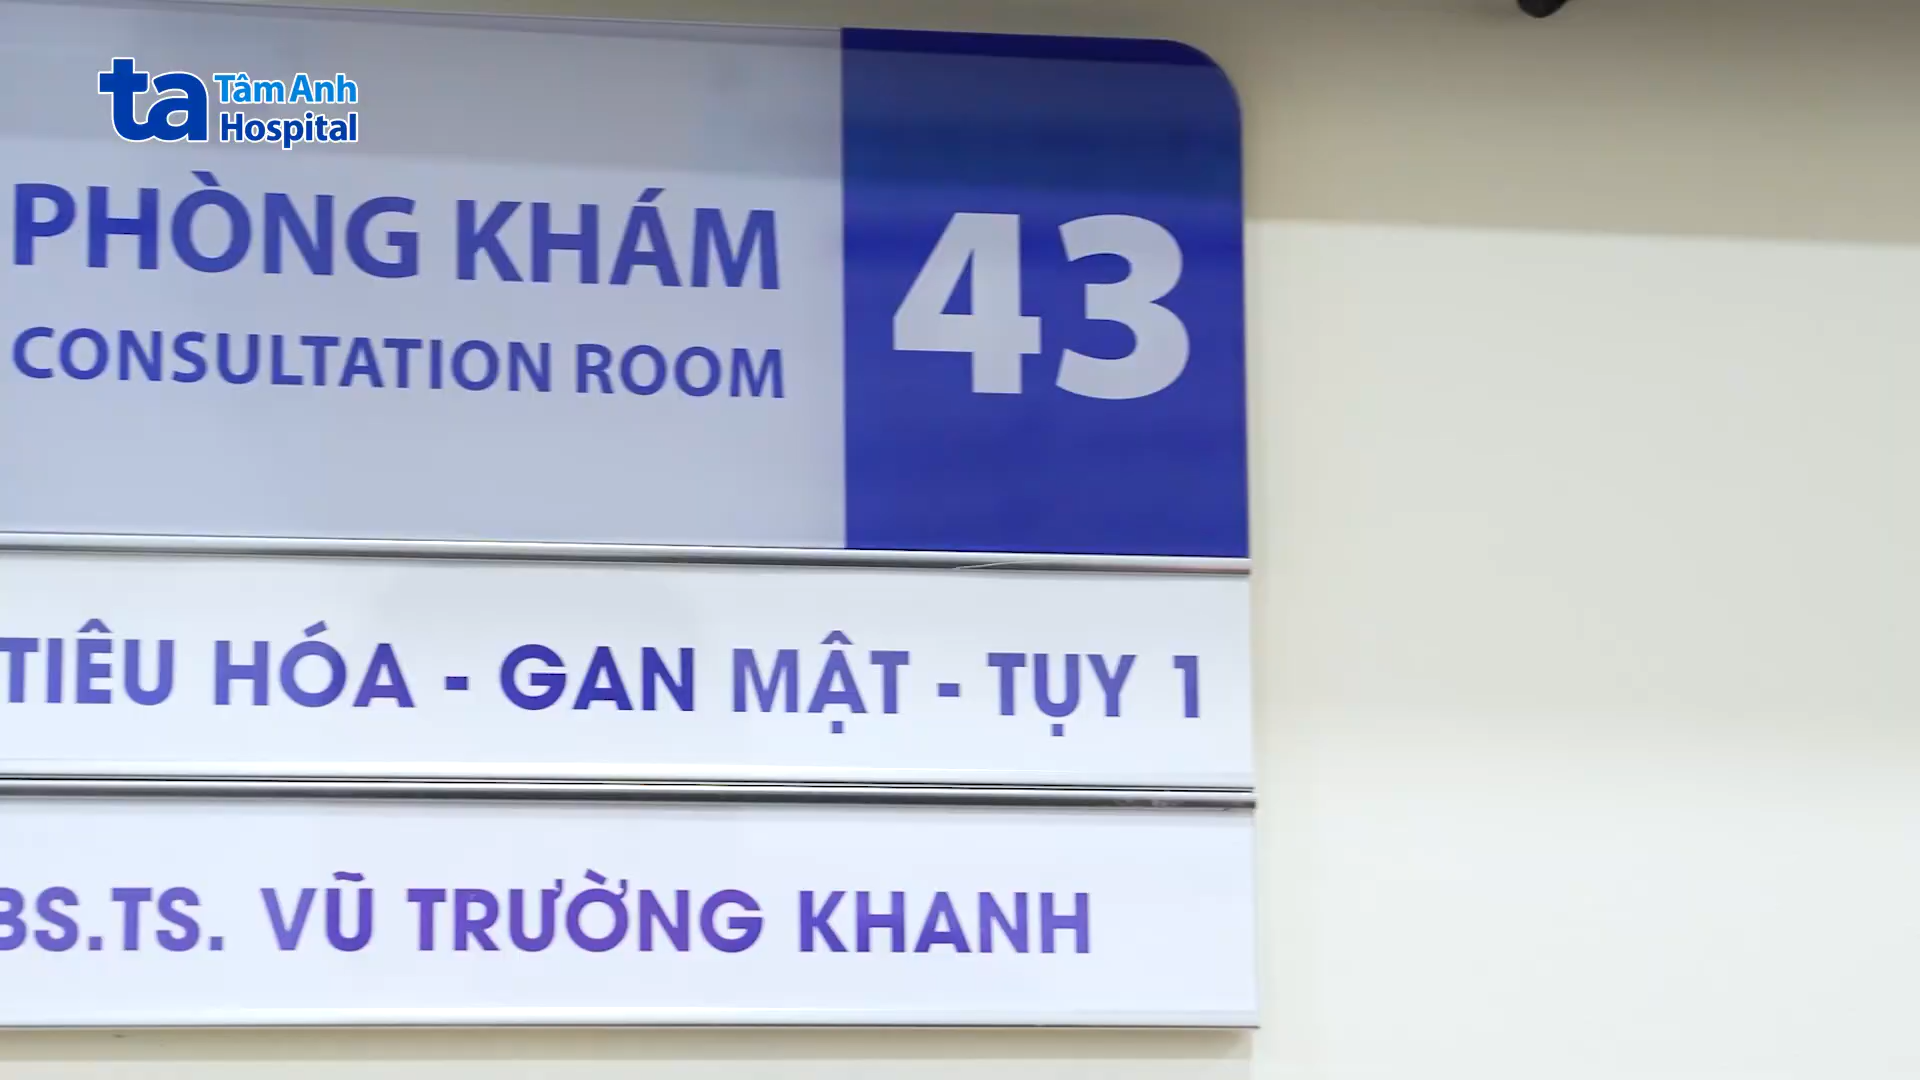 ta Tâm Anh
Hospital
PHÒNG KHÁM
43
CONSULTATION ROOM
TIÊU HÓA - GAN MẬT - TỤY 1
BS.TS. VŨ TRƯỜNG KHANH